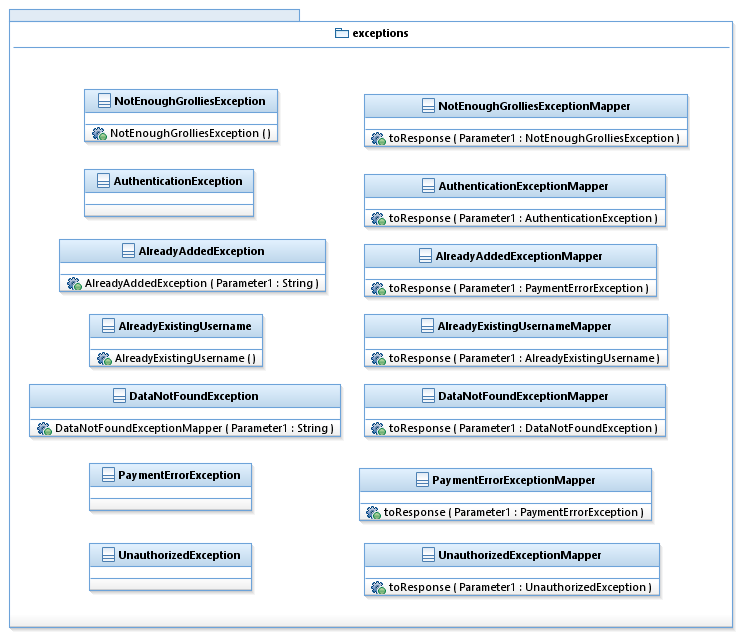 exceptions
NotEnoughGrolliesException
NotEnoughGrolliesException ( )
NotEnoughGrolliesExceptionMapper
toResponse ( Parameter1 : NotEnoughGrolliesException )
AuthenticationException
AuthenticationExceptionMapper
toResponse ( Parameter1 : AuthenticationException )
AlreadyAddedException
AlreadyAddedException ( Parameter1 : String )
AlreadyAddedExceptionMapper
toResponse ( Parameter1 : PaymentErrorException )
AlreadyExistingUsername
AlreadyExistingUsername ( )
AlreadyExistingUsernameMapper
toResponse ( Parameter1 : AlreadyExistingUsername )
DataNotFoundException
DataNotFoundExceptionMapper ( Parameter1 : String )
DataNotFoundExceptionMapper
toResponse ( Parameter1 : DataNotFoundException )
PaymentErrorException
PaymentErrorExceptionMapper
toResponse ( Parameter1 : PaymentErrorException )
UnauthorizedException
UnauthorizedExceptionMapper
toResponse ( Parameter1 : UnauthorizedException )